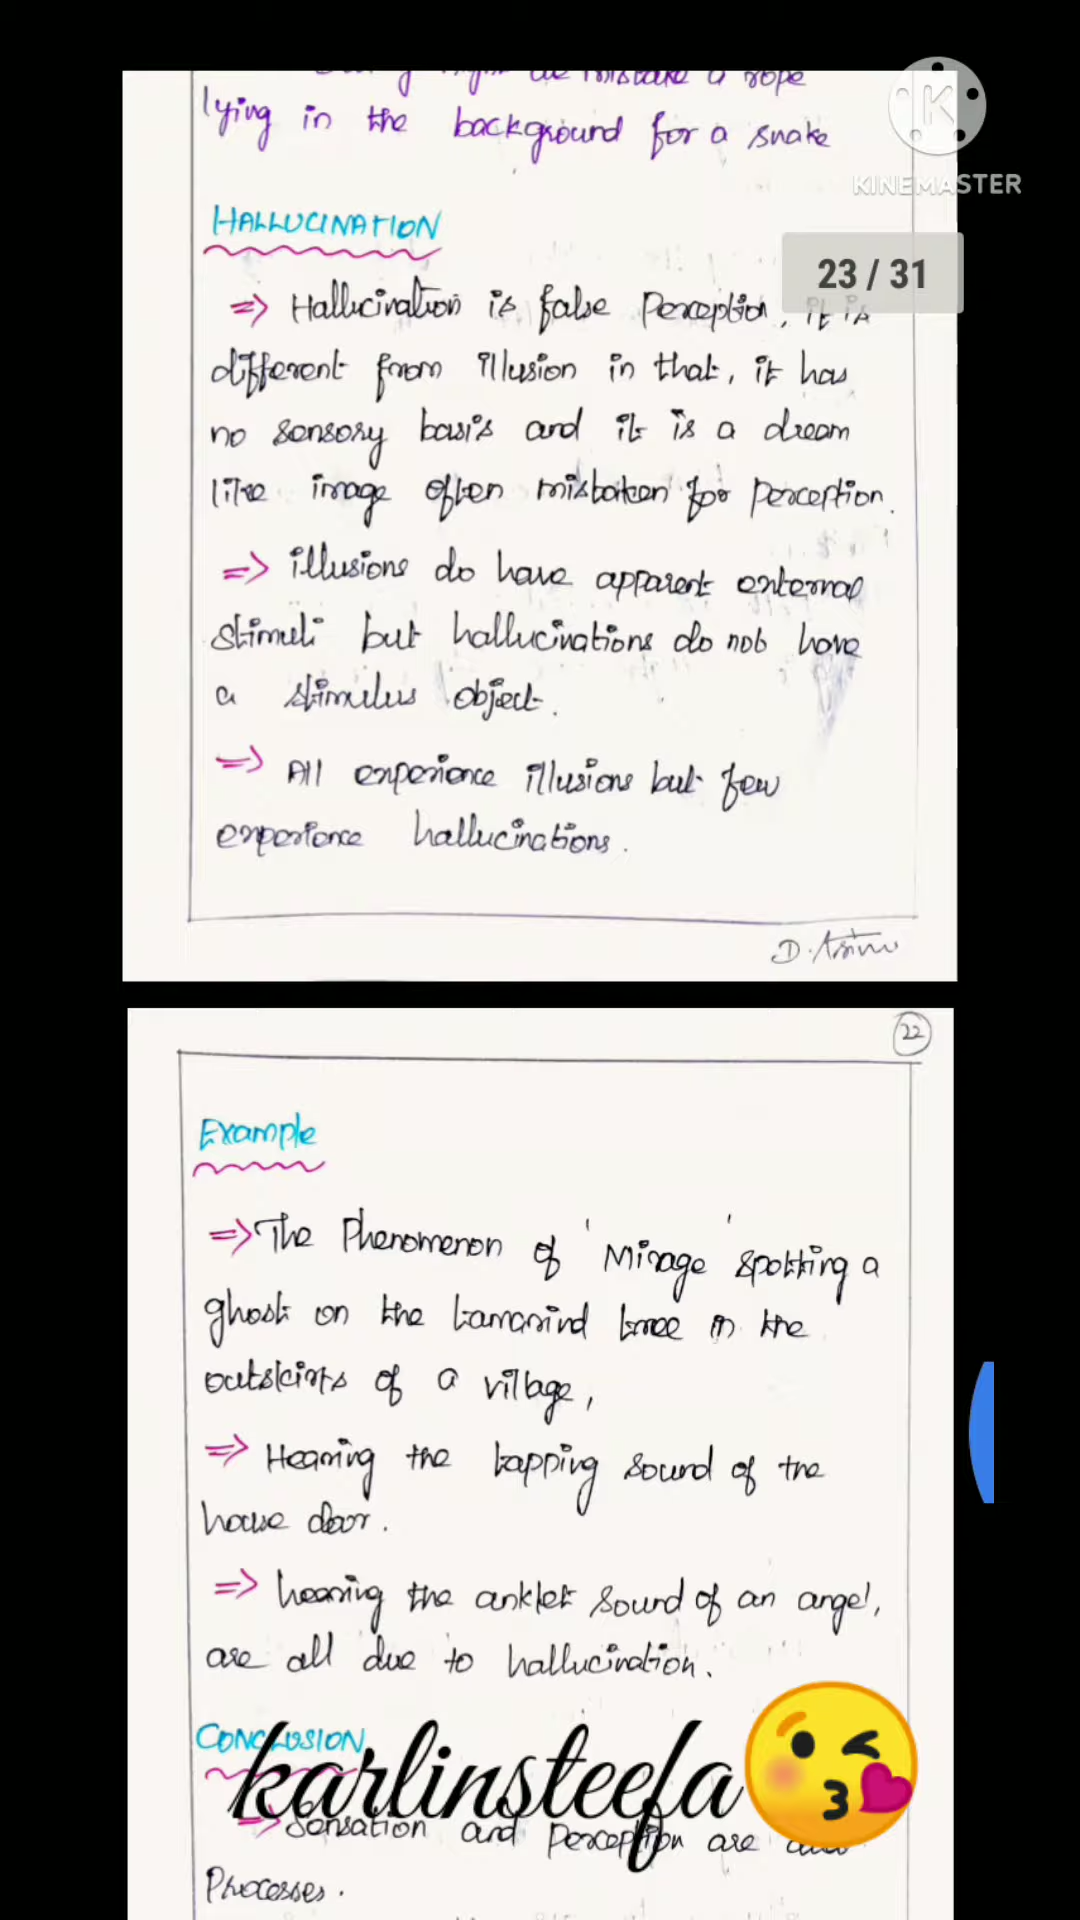 mistake a rope
lying in the background for a snake
KINEMASTER
HALLUCINATION
23 / 31
=> Hallucination is false perception, it is
different from illusion in that, it has
no sensory basis and it is a dream
like image often mistaken for perception.
=> illusions do have apparent external
stimuli but hallucinations do not have
a stimulus object.
=> All experience illusions but few
experience hallucinations.
22
Example
=> The Phenomenon of 'Mirage' spotting a
ghost on the tamarind tree in the
outskirts of a village,
=> Hearing the tapping sound of the
house door.
=> hearing the anklet sound of an angel,
are all due to hallucination.
CONCLUSION
karlinsteefa
=> Sensation and perception are
Processes.